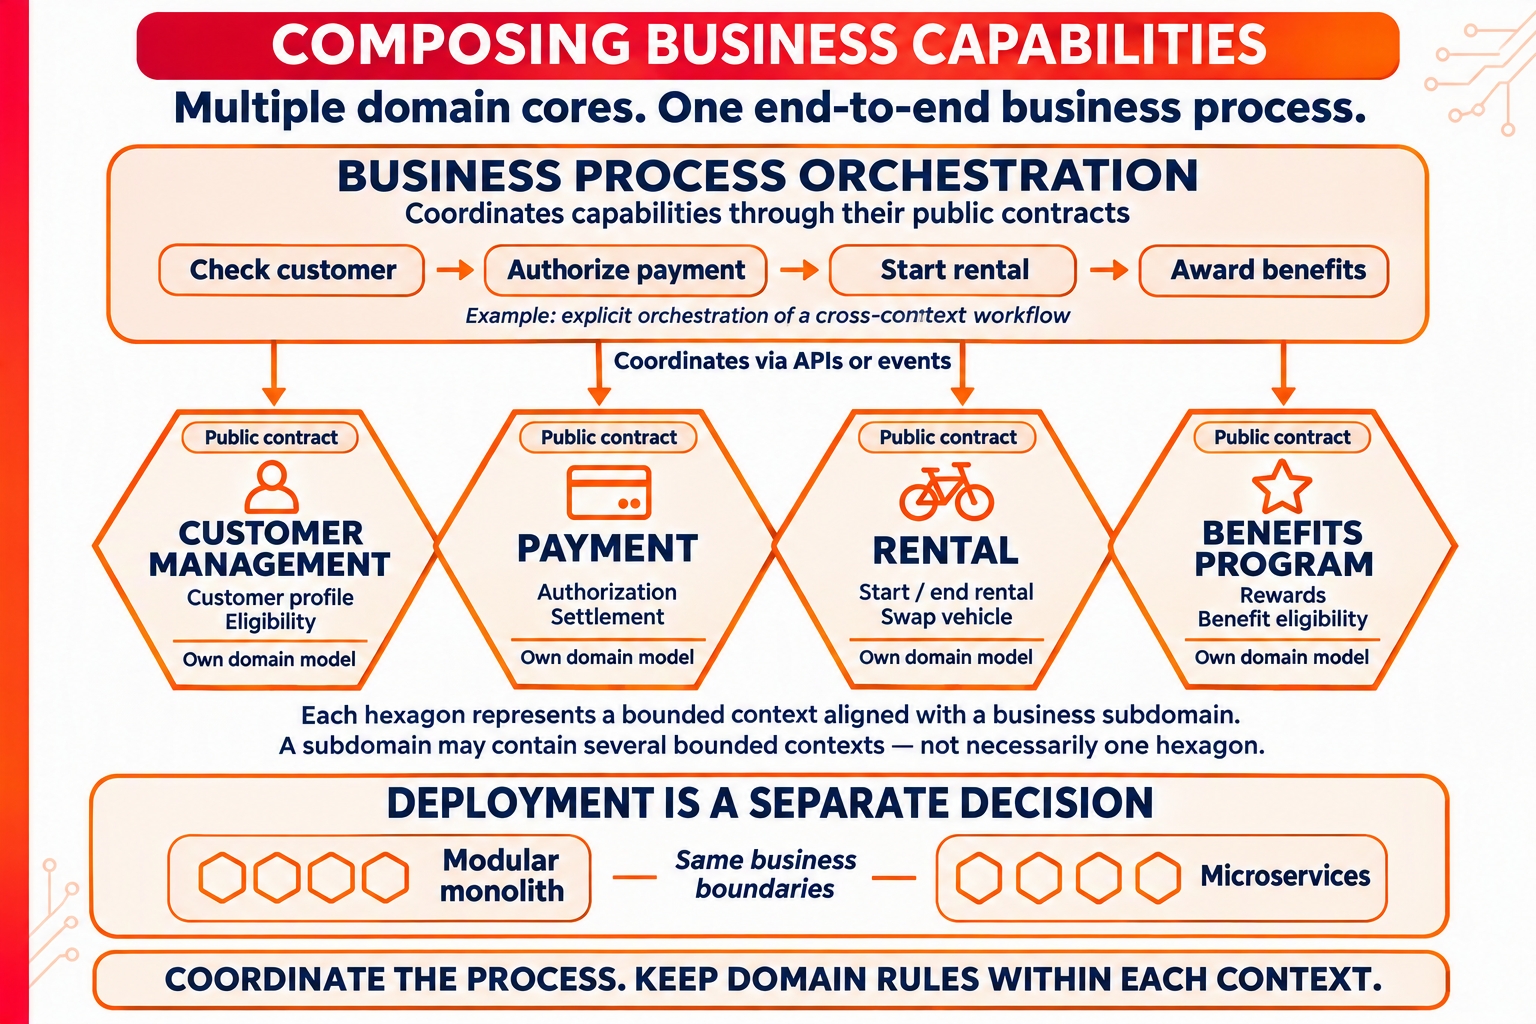 COMPOSING BUSINESS CAPABILITIES
Multiple domain cores. One end-to-end business process.
BUSINESS PROCESS ORCHESTRATION
Coordinates capabilities through their public contracts
Check customer
Authorize payment
Start rental
Award benefits
Example: explicit orchestration of a cross-context workflow
Coordinates via APIs or events
Public contract
CUSTOMER
MANAGEMENT
Customer profile
Eligibility
Own domain model
Public contract
PAYMENT
Authorization
Settlement
Own domain model
Public contract
RENTAL
Start / end rental
Swap vehicle
Own domain model
Public contract
BENEFITS
PROGRAM
Rewards
Benefit eligibility
Own domain model
Each hexagon represents a bounded context aligned with a business subdomain.
A subdomain may contain several bounded contexts — not necessarily one hexagon.
DEPLOYMENT IS A SEPARATE DECISION
Modular
monolith
Same business
boundaries
Microservices
COORDINATE THE PROCESS. KEEP DOMAIN RULES WITHIN EACH CONTEXT.